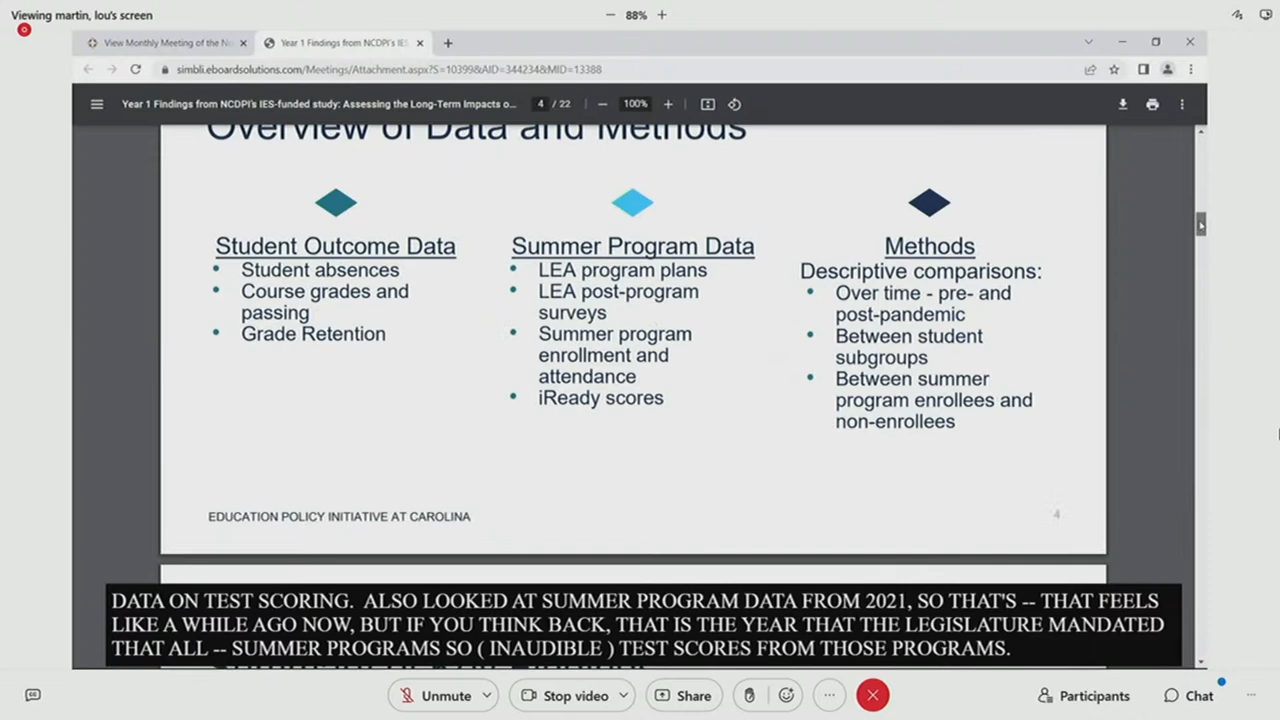 Viewing martin, lou's screen
88%
View Monthly Meeting of the No
Year 1 Findings from NCDPI's IES
simbli.eboardsolutions.com/Meetings/Attachment.aspx?S=10399&AID=344234&MID=13388
Year 1 Findings from NCDPI's IES-funded study: Assessing the Long-Term Impacts o...
4 / 22
100%
Overview of Data and Methods
Student Outcome Data
• Student absences
• Course grades and
passing
• Grade Retention
Summer Program Data
• LEA program plans
• LEA post-program
surveys
• Summer program
enrollment and
attendance
• iReady scores
Methods
Descriptive comparisons:
• Over time - pre- and
post-pandemic
• Between student
subgroups
• Between summer
program enrollees and
non-enrollees
EDUCATION POLICY INITIATIVE AT CAROLINA
4
DATA ON TEST SCORING. ALSO LOOKED AT SUMMER PROGRAM DATA FROM 2021, SO THAT'S -- THAT FEELS
LIKE A WHILE AGO NOW, BUT IF YOU THINK BACK, THAT IS THE YEAR THAT THE LEGISLATURE MANDATED
THAT ALL -- SUMMER PROGRAMS SO ( INAUDIBLE ) TEST SCORES FROM THOSE PROGRAMS.
Unmute
Stop video
Share
Participants
Chat